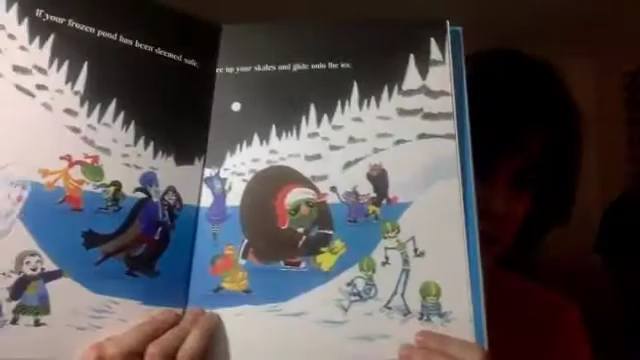 If your frozen pond has been deemed safe,
e up your skates and glide onto the ice.